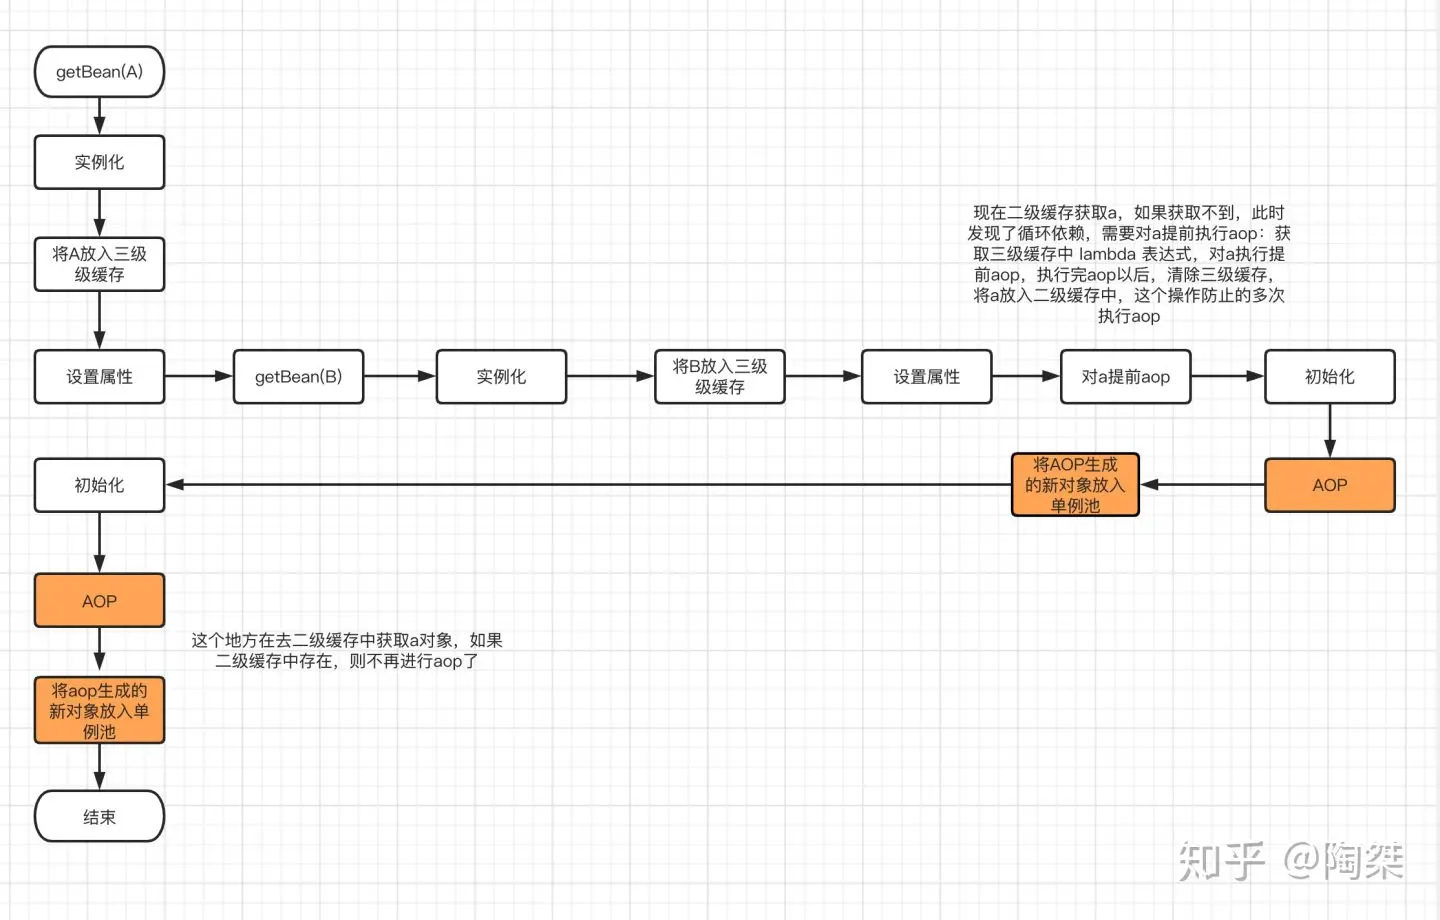 getBean(A)
实例化
将A放入三级
级缓存
现在二级缓存获取a，如果获取不到，此时
发现了循环依赖，需要对a提前执行aop：获
取三级缓存中 lambda 表达式，对a执行提
前aop，执行完aop以后，清除三级缓存，
将a放入二级缓存中，这个操作防止的多次
执行aop
设置属性
getBean(B)
实例化
将B放入三级
级缓存
设置属性
对a提前aop
初始化
AOP
将AOP生成
的新对象放入
单例池
初始化
AOP
这个地方在去二级缓存中获取a对象，如果
二级缓存中存在，则不再进行aop了
将aop生成的
新对象放入单
例池
结束
知乎 @陶桀